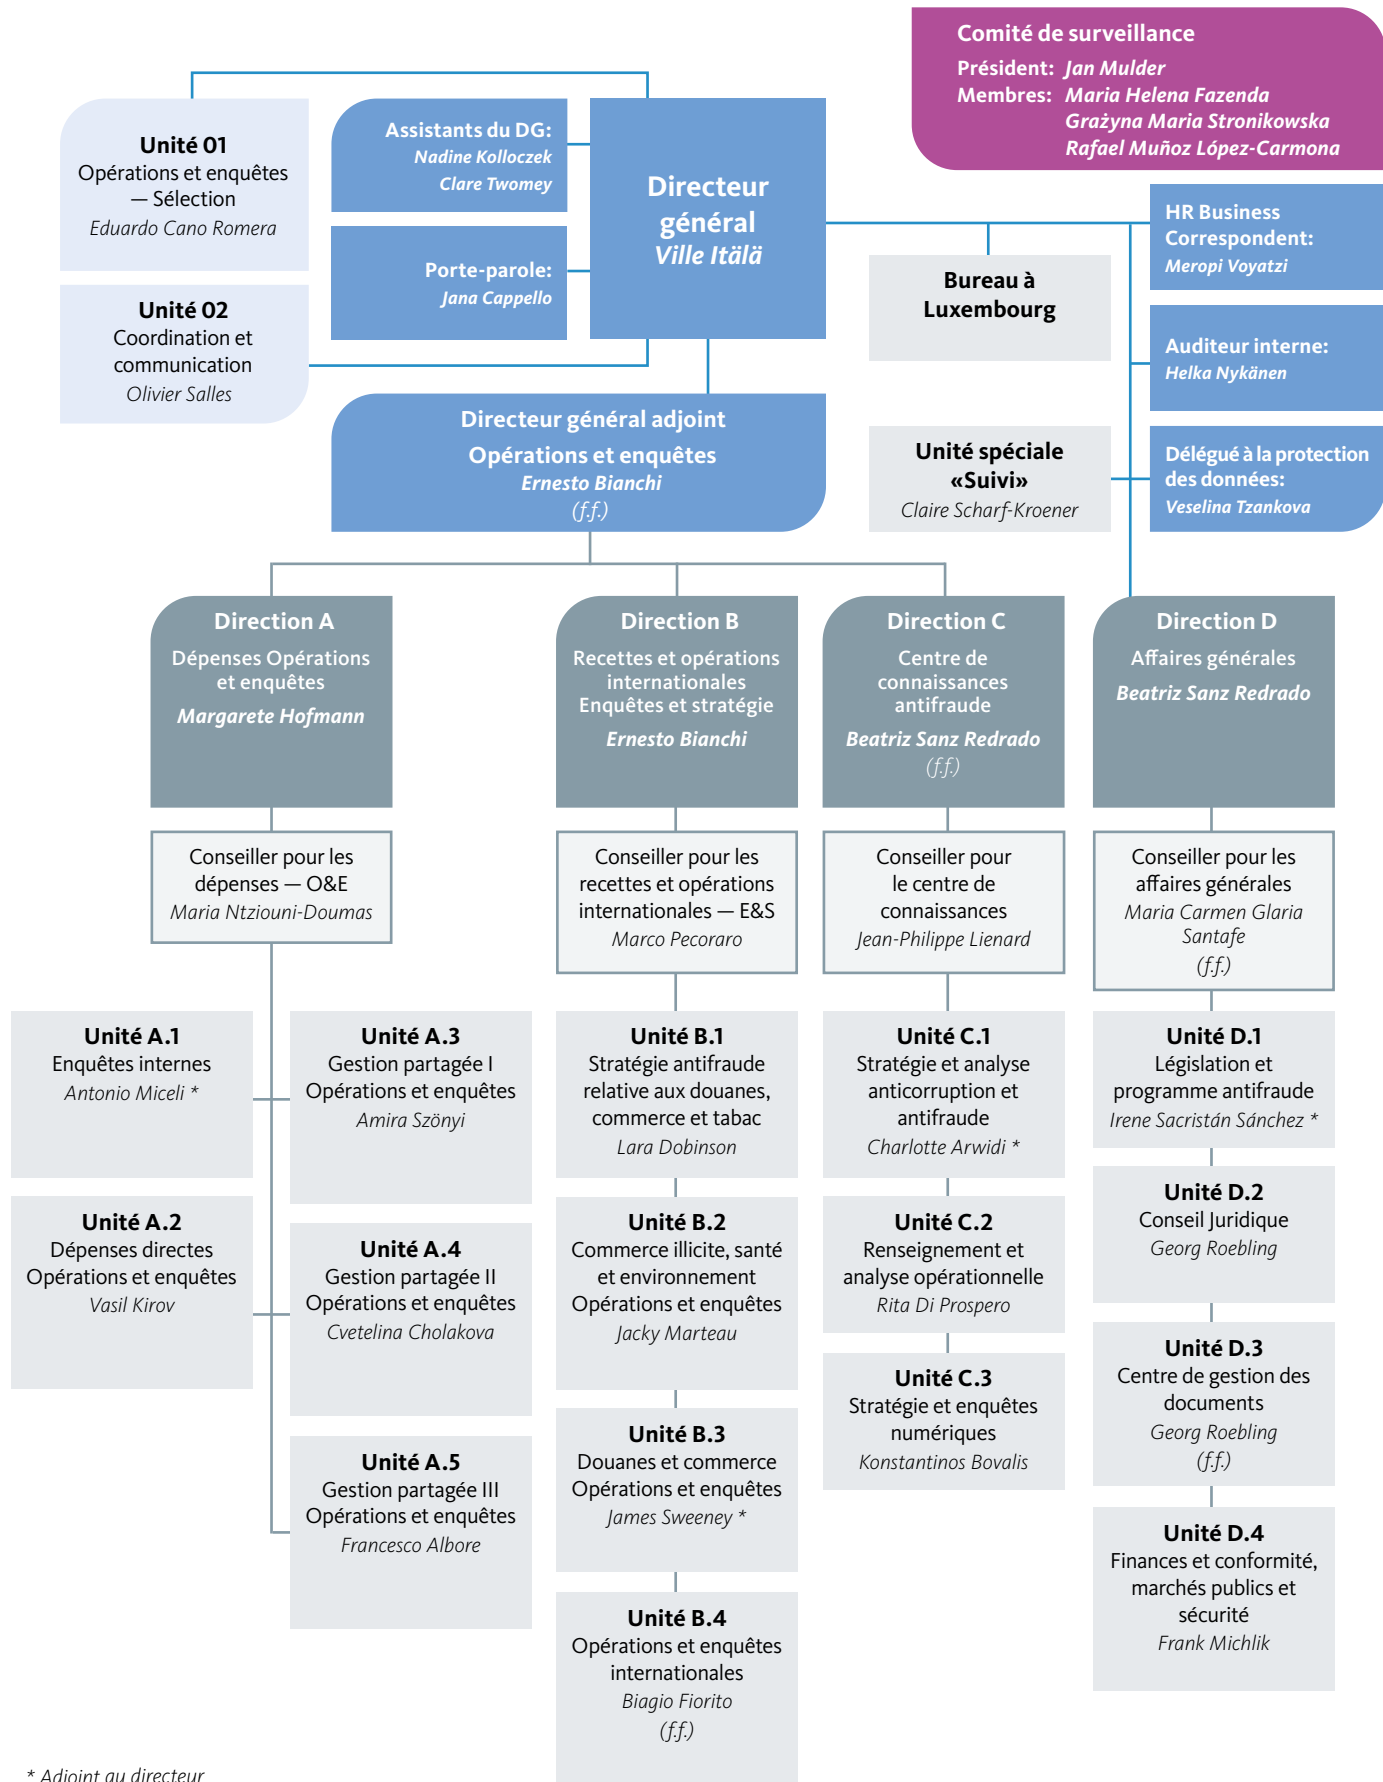 Comité de surveillance
Président: Jan Mulder
Membres: Maria Helena Fazenda
Grażyna Maria Stronikowska
Rafael Muñoz López-Carmona
Unité 01
Opérations et enquêtes
— Sélection
Eduardo Cano Romera
Unité 02
Coordination et
communication
Olivier Salles
Assistants du DG:
Nadine Kolloczek
Clare Twomey
Porte-parole:
Jana Cappello
Directeur
général
Ville Itälä
Bureau à
Luxembourg
HR Business
Correspondent:
Meropi Voyatzi
Auditeur interne:
Helka Nykänen
Directeur général adjoint
Opérations et enquêtes
Ernesto Bianchi
(f.f.)
Unité spéciale
«Suivi»
Claire Scharf-Kroener
Délégué à la protection
des données:
Veselina Tzankova
Direction A
Dépenses Opérations
et enquêtes
Margarete Hofmann
Direction B
Recettes et opérations
internationales
Enquêtes et stratégie
Ernesto Bianchi
Direction C
Centre de
connaissances
antifraude
Beatriz Sanz Redrado
(f.f.)
Direction D
Affaires générales
Beatriz Sanz Redrado
Conseiller pour les
dépenses — O&E
Maria Ntziouni-Doumas
Conseiller pour les
recettes et opérations
internationales — E&S
Marco Pecoraro
Conseiller pour
le centre de
connaissances
Jean-Philippe Lienard
Conseiller pour les
affaires générales
Maria Carmen Glaria
Santafe
(f.f.)
Unité A.1
Enquêtes internes
Antonio Miceli *
Unité A.2
Dépenses directes
Opérations et enquêtes
Vasil Kirov
Unité A.3
Gestion partagée I
Opérations et enquêtes
Amira Szönyi
Unité A.4
Gestion partagée II
Opérations et enquêtes
Cvetelina Cholakova
Unité A.5
Gestion partagée III
Opérations et enquêtes
Francesco Albore
Unité B.1
Stratégie antifraude
relative aux douanes,
commerce et tabac
Lara Dobinson
Unité B.2
Commerce illicite, santé
et environnement
Opérations et enquêtes
Jacky Marteau
Unité B.3
Douanes et commerce
Opérations et enquêtes
James Sweeney *
Unité B.4
Opérations et enquêtes
internationales
Biagio Fiorito
(f.f.)
Unité C.1
Stratégie et analyse
anticorruption et
antifraude
Charlotte Arwidi *
Unité C.2
Renseignement et
analyse opérationnelle
Rita Di Prospero
Unité C.3
Stratégie et enquêtes
numériques
Konstantinos Bovalis
Unité D.1
Législation et
programme antifraude
Irene Sacristán Sánchez *
Unité D.2
Conseil Juridique
Georg Roebling
Unité D.3
Centre de gestion des
documents
Georg Roebling
(f.f.)
Unité D.4
Finances et conformité,
marchés publics et
sécurité
Frank Michlik
* Adjoint au directeur